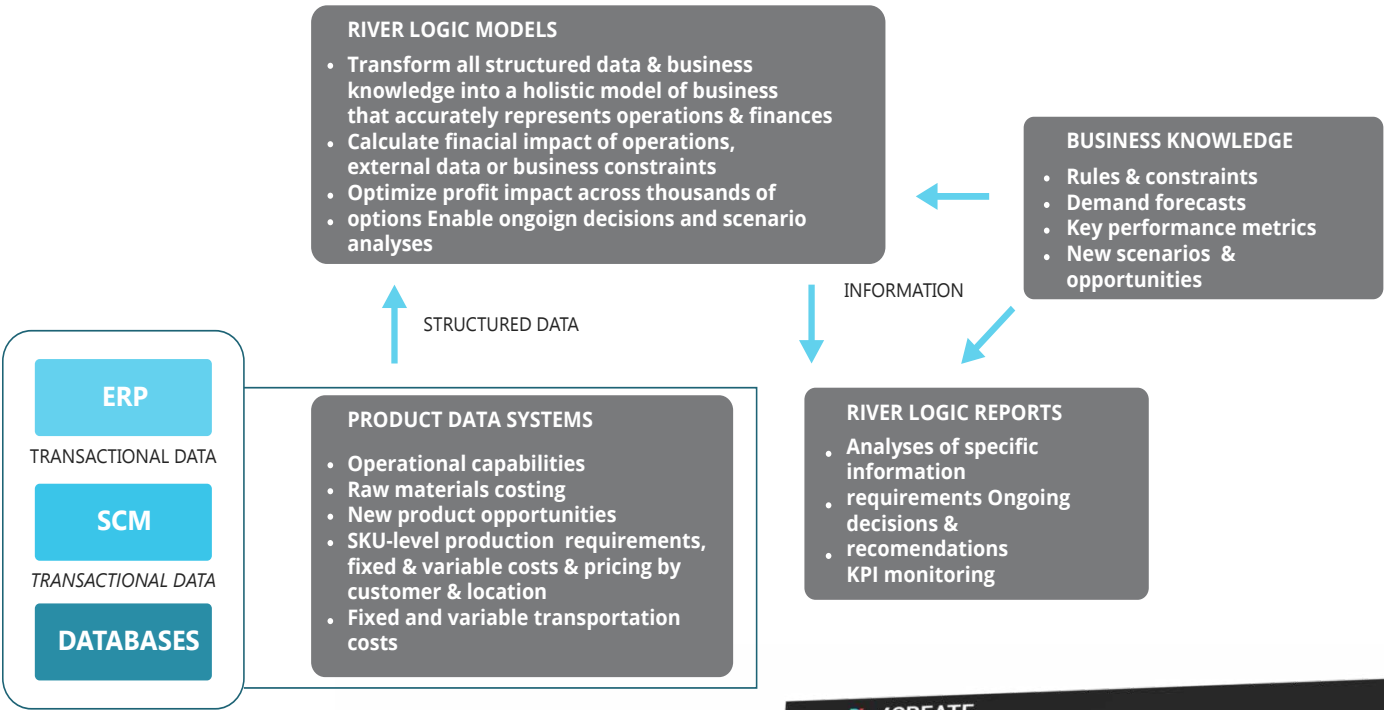 RIVER LOGIC MODELS
• Transform all structured data & business
knowledge into a holistic model of business
that accurately represents operations & finances
• Calculate finacial impact of operations,
external data or business constraints
• Optimize profit impact across thousands of
• options Enable ongoign decisions and scenario
analyses
BUSINESS KNOWLEDGE
• Rules & constraints
• Demand forecasts
• Key performance metrics
• New scenarios &
opportunities
INFORMATION
STRUCTURED DATA
ERP
TRANSACTIONAL DATA
SCM
TRANSACTIONAL DATA
DATABASES
PRODUCT DATA SYSTEMS
• Operational capabilities
• Raw materials costing
• New product opportunities
• SKU-level production requirements,
fixed & variable costs & pricing by
customer & location
• Fixed and variable transportation
costs
RIVER LOGIC REPORTS
• Analyses of specific
information
• requirements Ongoing
decisions &
• recomendations
KPI monitoring